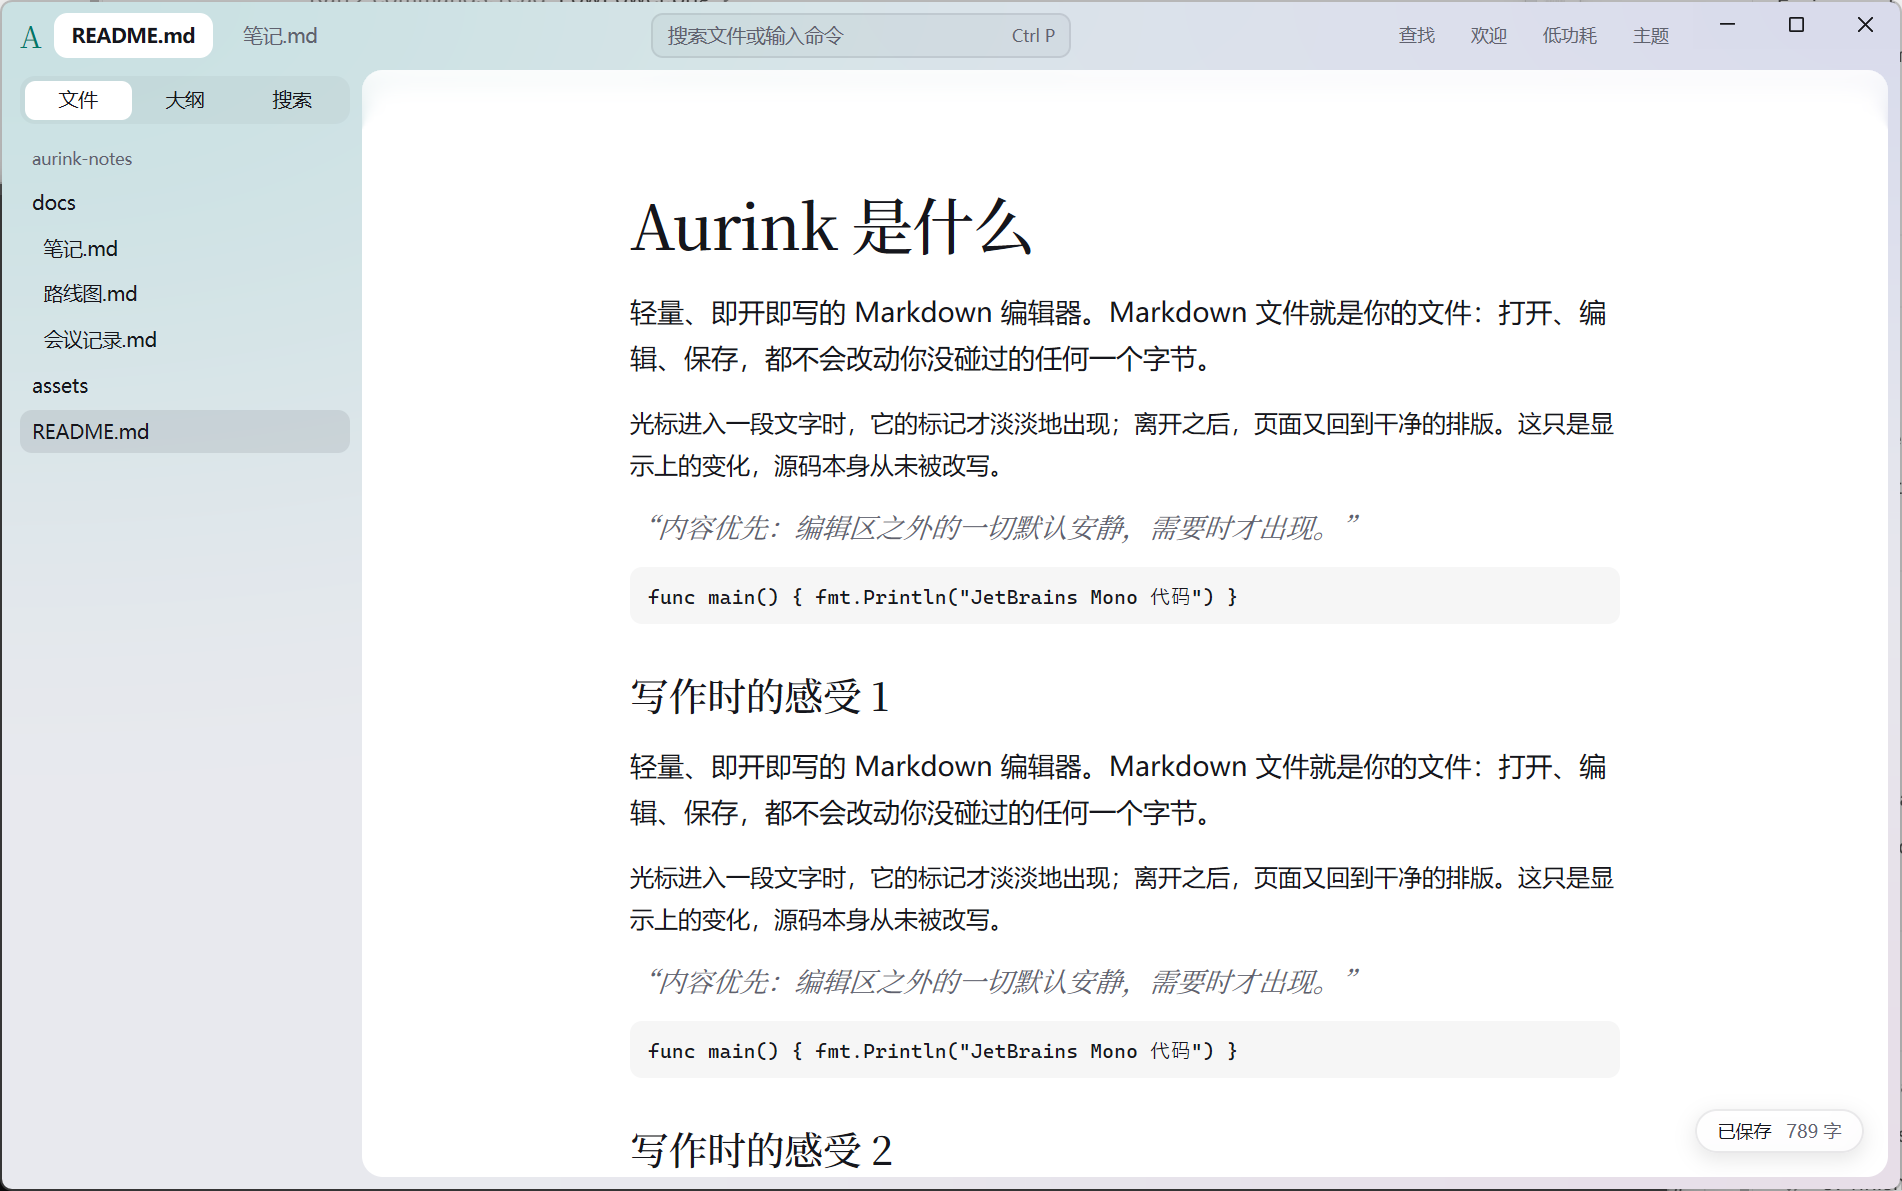 A README.md 笔记.md 搜索文件或输入命令 Ctrl P 查找 欢迎 低功耗 主题
文件 大纲 搜索
aurink-notes
docs
笔记.md
路线图.md
会议记录.md
assets
README.md
Aurink 是什么
轻量、即开即写的 Markdown 编辑器。Markdown 文件就是你的文件：打开、编
辑、保存，都不会改动你没碰过的任何一个字节。
光标进入一段文字时，它的标记才淡淡地出现；离开之后，页面又回到干净的排版。这只是显
示上的变化，源码本身从未被改写。
“内容优先：编辑区之外的一切默认安静，需要时才出现。”
func main() { fmt.Println("JetBrains Mono 代码") }
写作时的感受 1
轻量、即开即写的 Markdown 编辑器。Markdown 文件就是你的文件：打开、编
辑、保存，都不会改动你没碰过的任何一个字节。
光标进入一段文字时，它的标记才淡淡地出现；离开之后，页面又回到干净的排版。这只是显
示上的变化，源码本身从未被改写。
“内容优先：编辑区之外的一切默认安静，需要时才出现。”
func main() { fmt.Println("JetBrains Mono 代码") }
写作时的感受 2
已保存 789 字